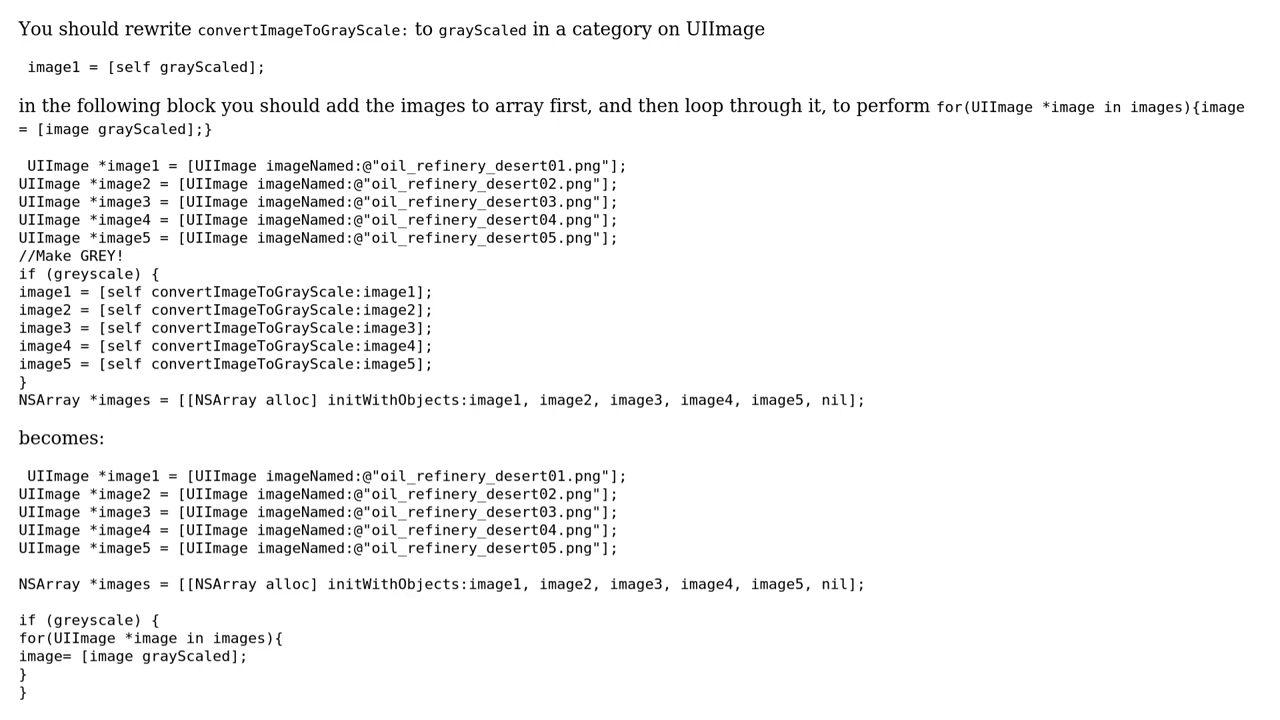 You should rewrite convertImageToGrayScale: to grayScaled in a category on UIImage
image1 = [self grayScaled];
in the following block you should add the images to array first, and then loop through it, to perform for(UIImage *image in images){image
= [image grayScaled];}
UIImage *image1 = [UIImage imageNamed:@"oil_refinery_desert01.png"];
UIImage *image2 = [UIImage imageNamed:@"oil_refinery_desert02.png"];
UIImage *image3 = [UIImage imageNamed:@"oil_refinery_desert03.png"];
UIImage *image4 = [UIImage imageNamed:@"oil_refinery_desert04.png"];
UIImage *image5 = [UIImage imageNamed:@"oil_refinery_desert05.png"];
//Make GREY!
if (greyscale) {
image1 = [self convertImageToGrayScale:image1];
image2 = [self convertImageToGrayScale:image2];
image3 = [self convertImageToGrayScale:image3];
image4 = [self convertImageToGrayScale:image4];
image5 = [self convertImageToGrayScale:image5];
}
NSArray *images = [[NSArray alloc] initWithObjects:image1, image2, image3, image4, image5, nil];
becomes:
UIImage *image1 = [UIImage imageNamed:@"oil_refinery_desert01.png"];
UIImage *image2 = [UIImage imageNamed:@"oil_refinery_desert02.png"];
UIImage *image3 = [UIImage imageNamed:@"oil_refinery_desert03.png"];
UIImage *image4 = [UIImage imageNamed:@"oil_refinery_desert04.png"];
UIImage *image5 = [UIImage imageNamed:@"oil_refinery_desert05.png"];
NSArray *images = [[NSArray alloc] initWithObjects:image1, image2, image3, image4, image5, nil];
if (greyscale) {
for(UIImage *image in images){
image= [image grayScaled];
}
}